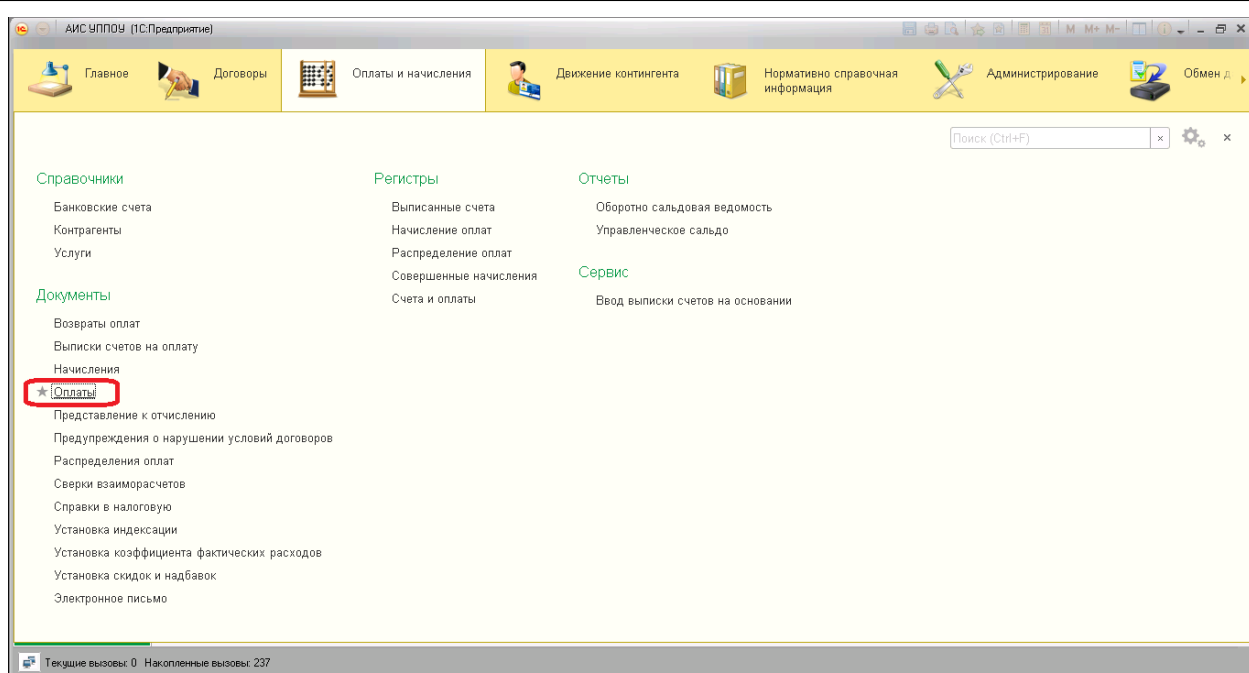 АИС УППОУ (1С:Предприятие)
M M+ M-
Главное
Договоры
Оплаты и начисления
Движение контингента
Нормативно справочная
информация
Администрирование
Обмен д
Поиск (Ctrl+F)
Справочники
Банковские счета
Контрагенты
Услуги
Документы
Возвраты оплат
Выписки счетов на оплату
Начисления
Оплаты
Представление к отчислению
Предупреждения о нарушении условий договоров
Распределения оплат
Сверки взаиморасчетов
Справки в налоговую
Установка индексации
Установка коэффициента фактических расходов
Установка скидок и надбавок
Электронное письмо
Регистры
Выписанные счета
Начисление оплат
Распределение оплат
Совершенные начисления
Счета и оплаты
Отчеты
Оборотно сальдовая ведомость
Управленческое сальдо
Сервис
Ввод выписки счетов на основании
Текущие вызовы: 0 Накопленные вызовы: 237